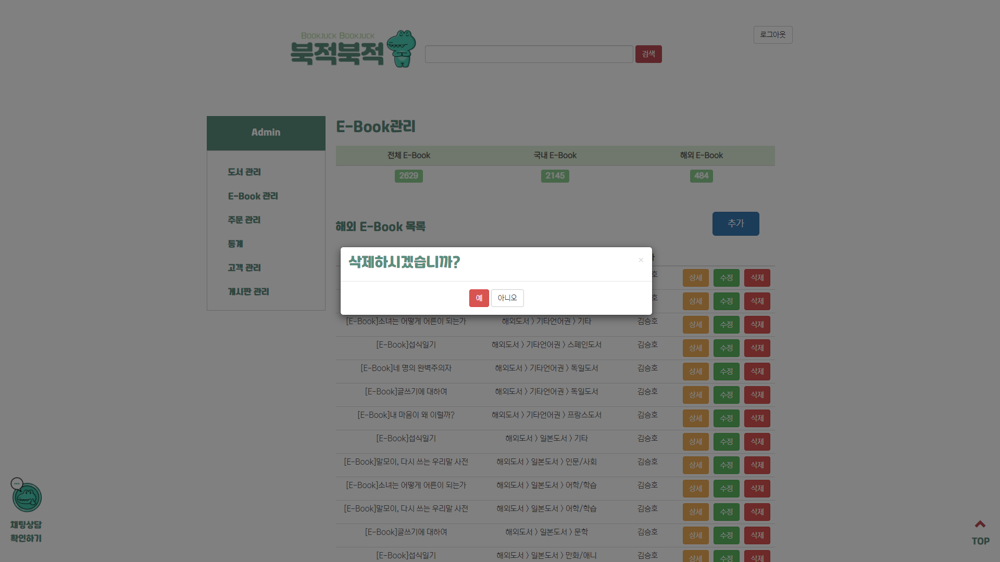 BOOKJUCK BOOKJUCK
북적북적
검색
로그아웃
Admin
도서 관리
E-Book 관리
주문 관리
통계
고객 관리
게시판 관리
E-Book관리
전체 E-Book 국내 E-Book 해외 E-Book
2629 2145 484
해외 E-Book 목록
추가
삭제하시겠습니까?
×
예 아니오
호 상세 수정 삭제
호 상세 수정 삭제
[E-Book]소녀는 어떻게 어른이 되는가 해외도서 > 기타언어권 > 기타 김승호 상세 수정 삭제
[E-Book]섭식일기 해외도서 > 기타언어권 > 스페인도서 김승호 상세 수정 삭제
[E-Book]네 명의 완벽주의자 해외도서 > 기타언어권 > 독일도서 김승호 상세 수정 삭제
[E-Book]글쓰기에 대하여 해외도서 > 기타언어권 > 독일도서 김승호 상세 수정 삭제
[E-Book]내 마음이 왜 이럴까? 해외도서 > 기타언어권 > 프랑스도서 김승호 상세 수정 삭제
[E-Book]섭식일기 해외도서 > 일본도서 > 기타 김승호 상세 수정 삭제
[E-Book]말모이, 다시 쓰는 우리말 사전 해외도서 > 일본도서 > 인문/사회 김승호 상세 수정 삭제
[E-Book]소녀는 어떻게 어른이 되는가 해외도서 > 일본도서 > 어학/학습 김승호 상세 수정 삭제
[E-Book]말모이, 다시 쓰는 우리말 사전 해외도서 > 일본도서 > 어학/학습 김승호 상세 수정 삭제
[E-Book]글쓰기에 대하여 해외도서 > 일본도서 > 문학 김승호 상세 수정 삭제
[E-Book]섭식일기 해외도서 > 일본도서 > 만화/애니 김승호 상세 수정 삭제
채팅상담
확인하기
TOP